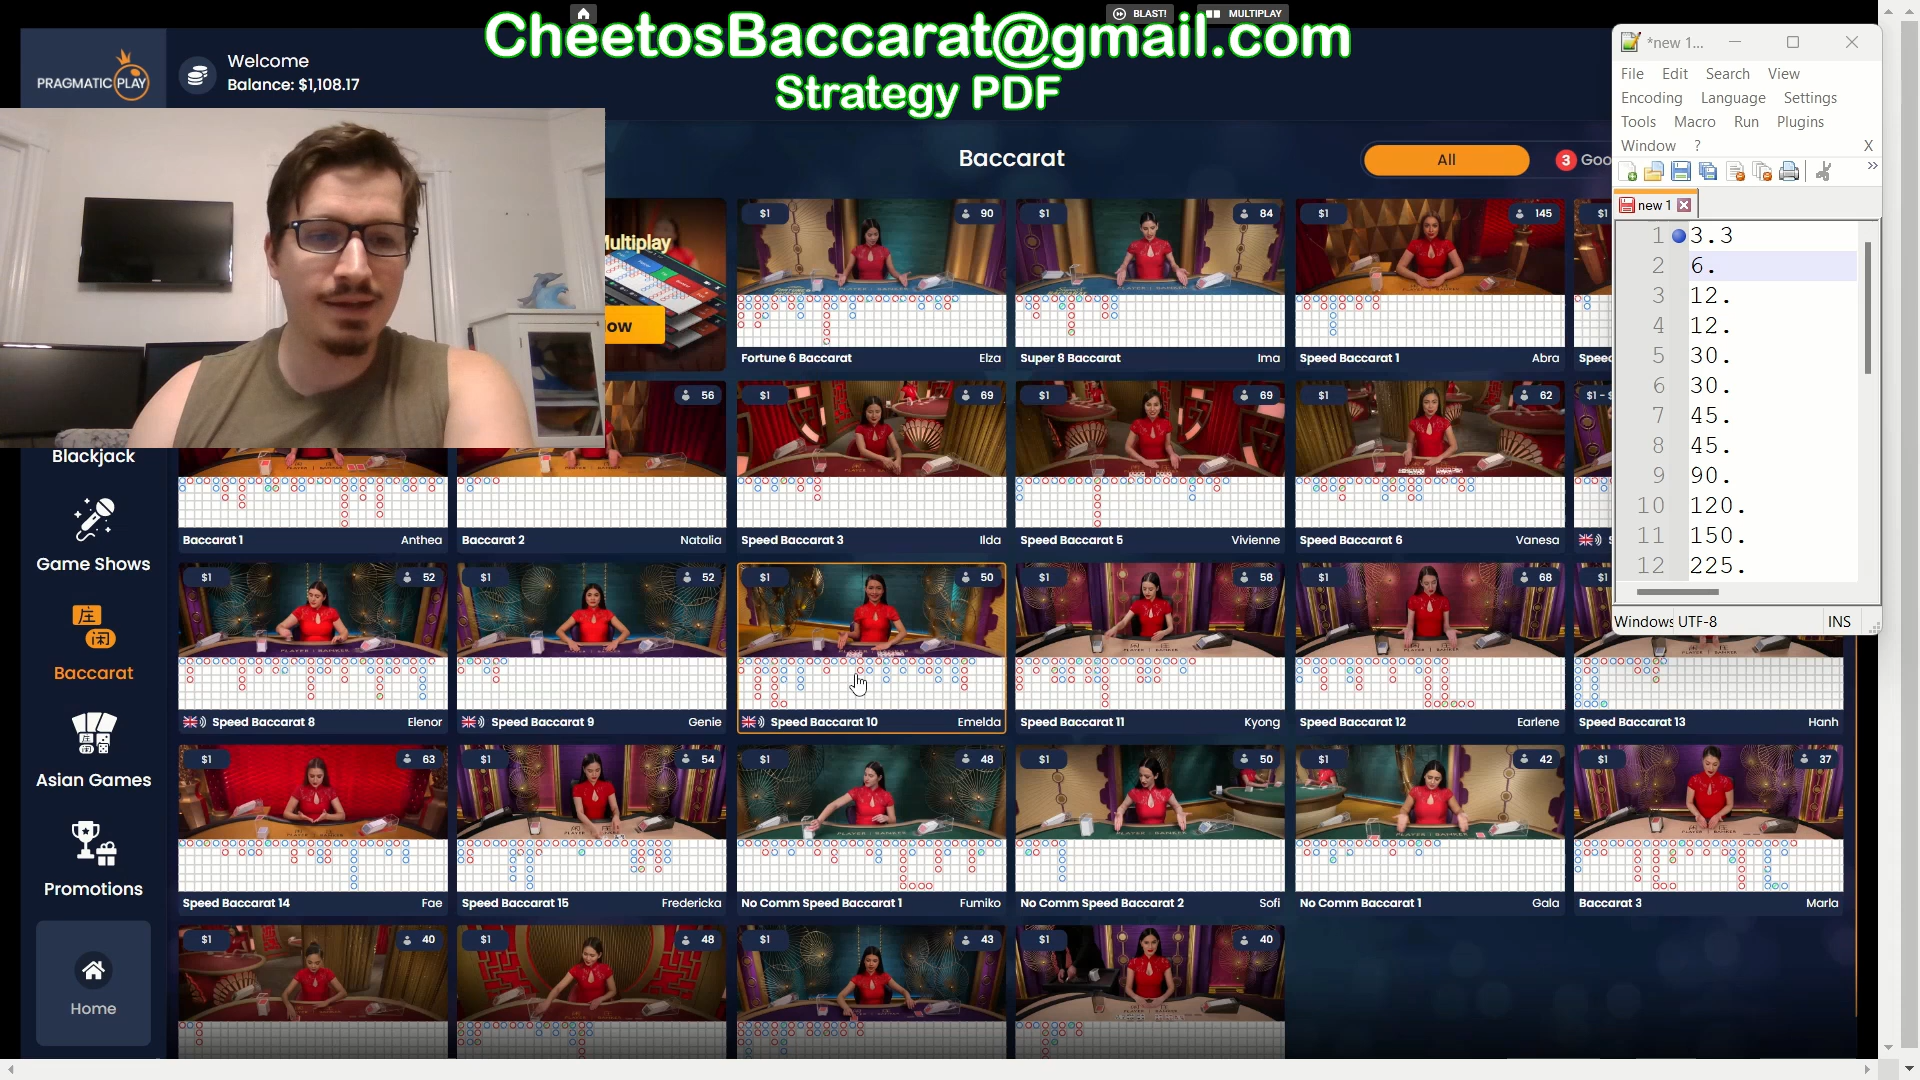 BLAST!
MULTIPLAY
CheetosBaccarat@gmail.com
Strategy PDF
PRAGMATIC PLAY
Welcome
Balance: $1,108.17
Baccarat
All
3
*new 1...
File Edit Search View
Encoding Language Settings
Tools Macro Run Plugins
Window ? X
new 1
1 3.3
2 6.
3 12.
4 12.
5 30.
6 30.
7 45.
8 45.
9 90.
10 120.
11 150.
12 225.
Windows UTF-8 INS
$1 90
$1 84
$1 145
$1
Fortune 6 Baccarat Elza
Super 8 Baccarat Ima
Speed Baccarat 1 Abra
56
$1 69
$1 69
$1 62
Blackjack
Baccarat 1 Anthea
Baccarat 2 Natalia
Speed Baccarat 3 Ilda
Speed Baccarat 5 Vivienne
Speed Baccarat 6 Vanesa
Game Shows
Baccarat
Asian Games
Promotions
Home
$1 52
$1 52
$1 50
$1 58
$1 68
$1
Speed Baccarat 8 Elenor
Speed Baccarat 9 Genie
Speed Baccarat 10 Emelda
Speed Baccarat 11 Kyong
Speed Baccarat 12 Earlene
Speed Baccarat 13 Hanh
$1 63
$1 54
$1 48
$1 50
$1 42
$1 37
Speed Baccarat 14 Fae
Speed Baccarat 15 Fredericka
No Comm Speed Baccarat 1 Fumiko
No Comm Speed Baccarat 2 Sofi
No Comm Baccarat 1 Gala
Baccarat 3 Marla
$1 40
$1 48
$1 43
$1 40